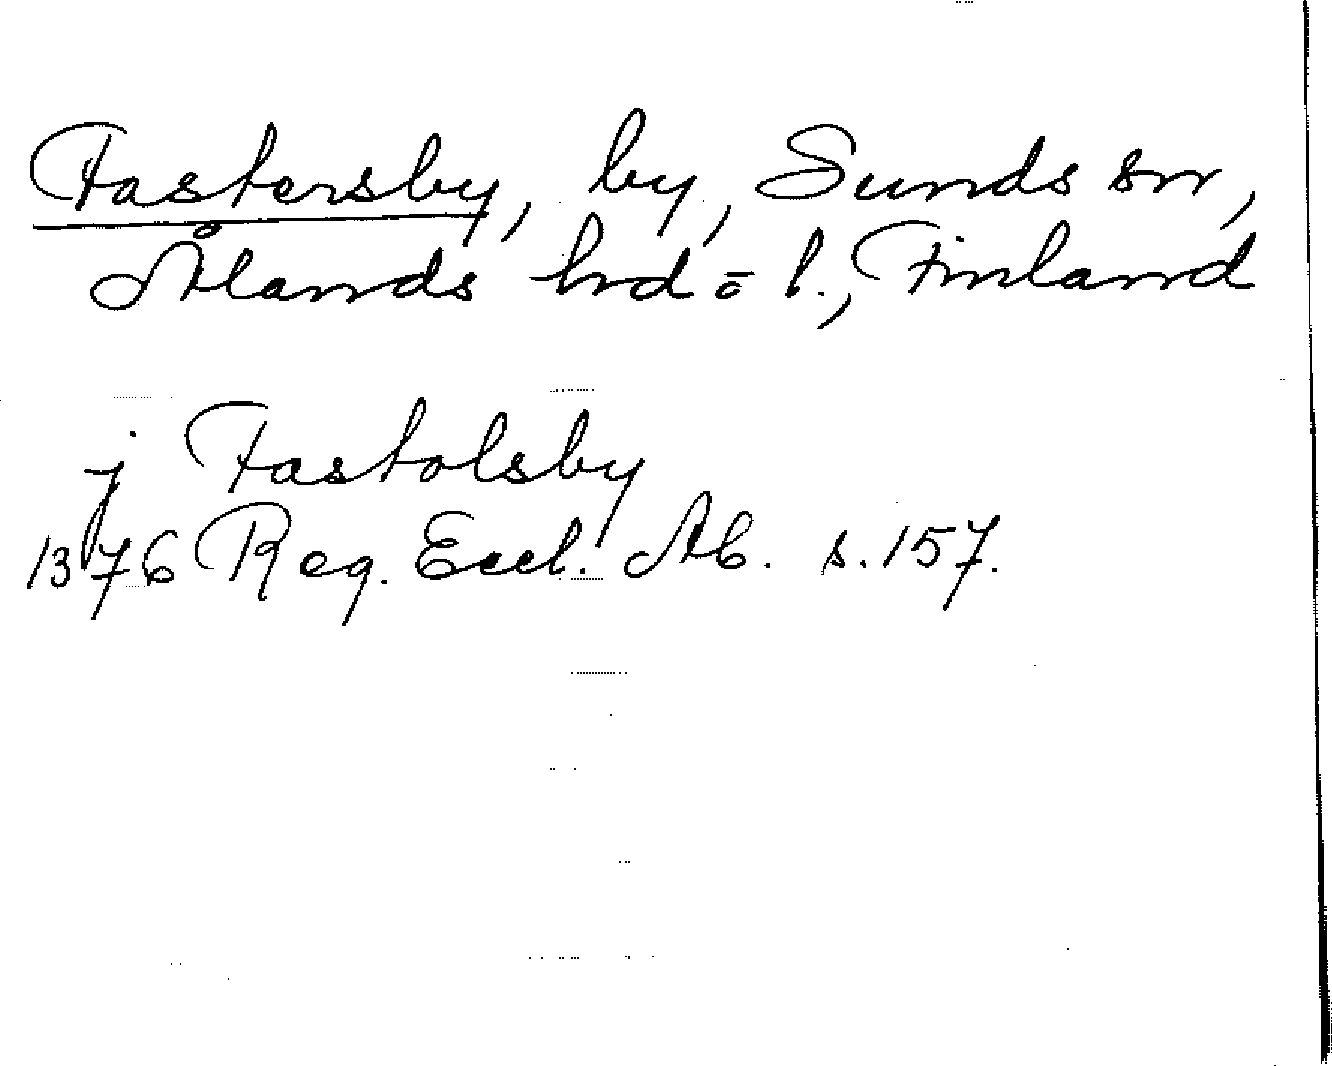 Fastersby, by, Sunds sn,
Ålands hd o l., Finland
j Fastolsby
1376 Reg. Eccl. Ab. s. 157.